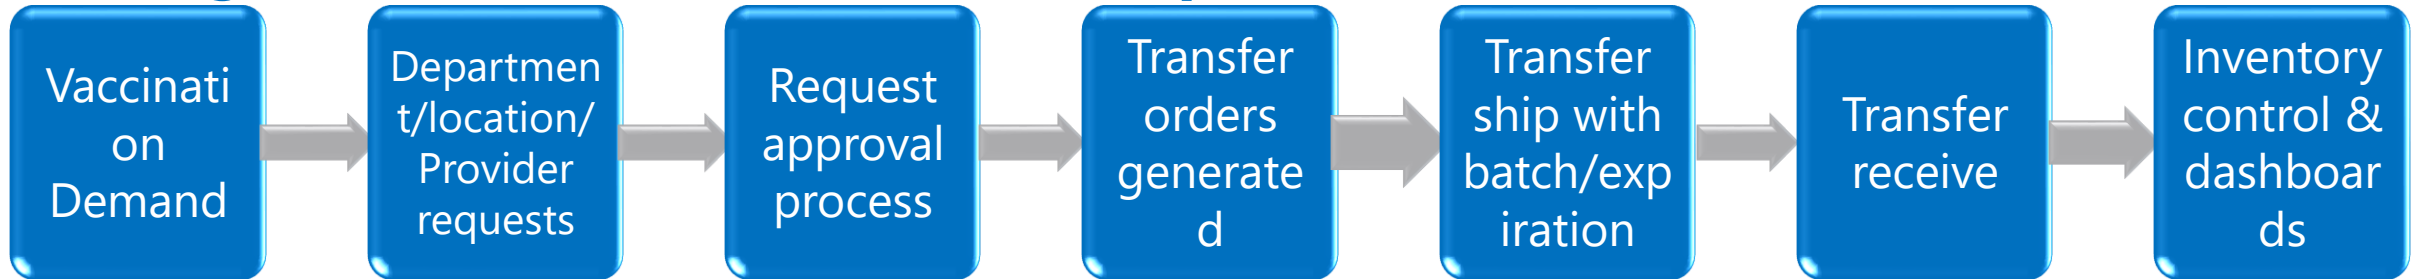 Vaccinati
on
Demand
Departmen
t/location/
Provider
requests
Request
approval
process
Transfer
orders
generate
d
Transfer
ship with
batch/exp
iration
Transfer
receive
Inventory
control &
dashboar
ds